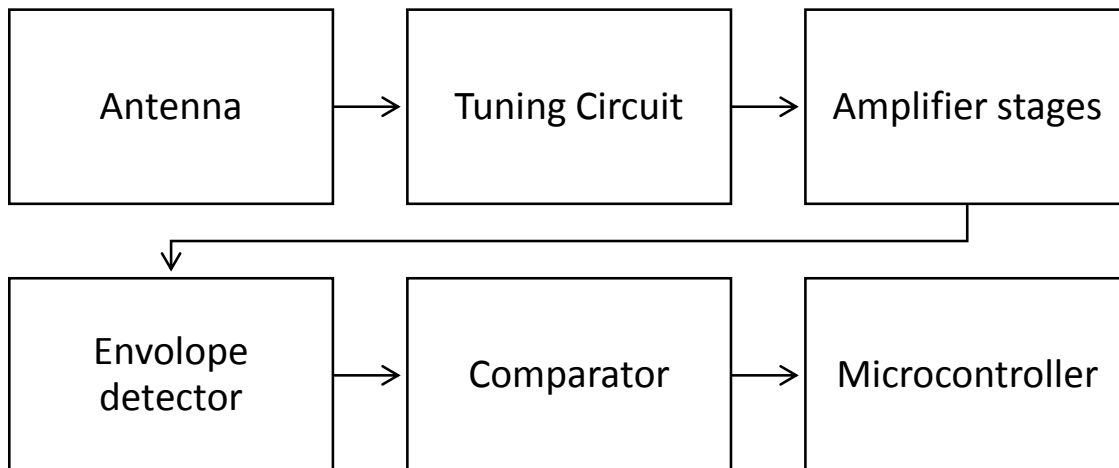 Antenna
Tuning Circuit
Amplifier stages
Envolope
detector
Comparator
Microcontroller